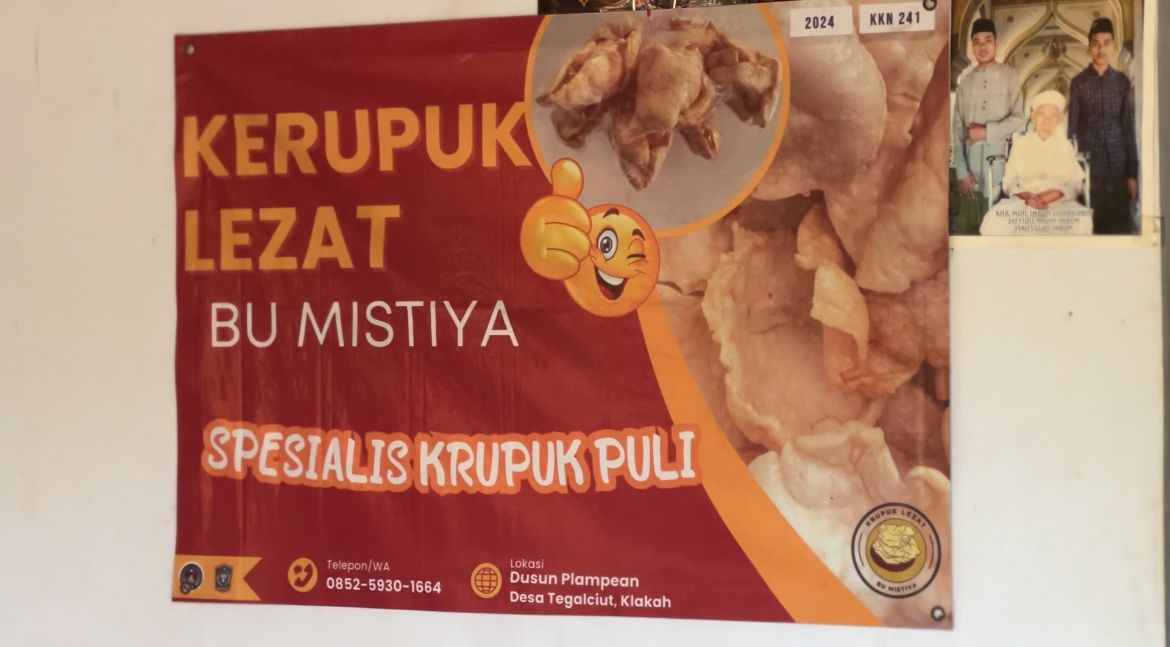 2024
KKN 241
KERUPUK
LEZAT
BU MISTIYA
SPESIALIS KRUPUK PULI
Telepon/WA
0852-5930-1664
Lokasi
Dusun Plampean
Desa Tegalciut, Klakah
KRUPUK LEZAT
BU MISTIYA